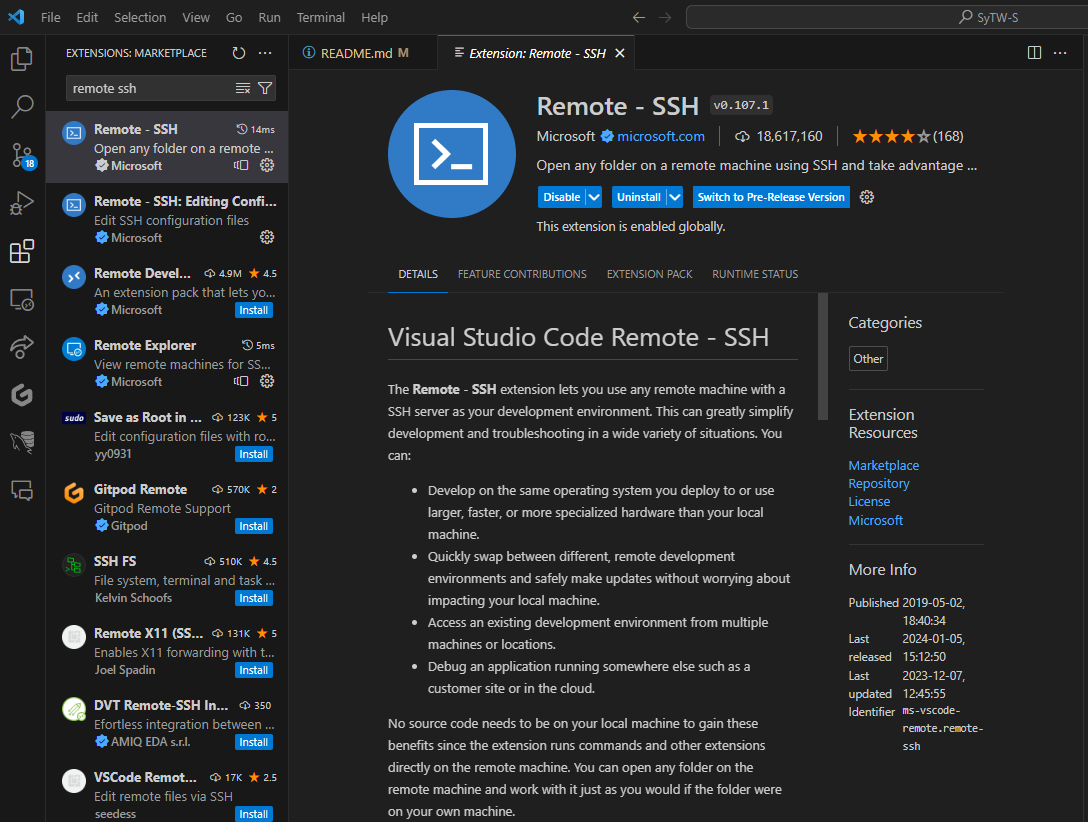 File Edit Selection View Go Run Terminal Help
SyTW-S
EXTENSIONS: MARKETPLACE
remote ssh
18
Remote - SSH 14ms
Open any folder on a remote ...
Microsoft
Remote - SSH: Editing Confi...
Edit SSH configuration files
Microsoft
Remote Devel... 4.9M 4.5
An extension pack that lets yo...
Microsoft Install
Remote Explorer 5ms
View remote machines for SS...
Microsoft
sudo Save as Root in ... 123K 5
Edit configuration files with ro...
yy0931 Install
Gitpod Remote 570K 2
Gitpod Remote Support
Gitpod Install
SSH FS 510K 4.5
File system, terminal and task ...
Kelvin Schoofs Install
Remote X11 (SS... 131K 5
Enables X11 forwarding with t...
Joel Spadin Install
DVT Remote-SSH In... 350
Efortless integration between ...
AMIQ EDA s.r.l. Install
VSCode Remot... 17K 2.5
Edit remote files via SSH
seedess Install
README.md M
Extension: Remote - SSH
Remote - SSH v0.107.1
Microsoft microsoft.com 18,617,160 (168)
Open any folder on a remote machine using SSH and take advantage ...
Disable Uninstall Switch to Pre-Release Version
This extension is enabled globally.
DETAILS FEATURE CONTRIBUTIONS EXTENSION PACK RUNTIME STATUS
Visual Studio Code Remote - SSH
The Remote - SSH extension lets you use any remote machine with a
SSH server as your development environment. This can greatly simplify
development and troubleshooting in a wide variety of situations. You
can:
• Develop on the same operating system you deploy to or use
larger, faster, or more specialized hardware than your local
machine.
• Quickly swap between different, remote development
environments and safely make updates without worrying about
impacting your local machine.
• Access an existing development environment from multiple
machines or locations.
• Debug an application running somewhere else such as a
customer site or in the cloud.
No source code needs to be on your local machine to gain these
benefits since the extension runs commands and other extensions
directly on the remote machine. You can open any folder on the
remote machine and work with it just as you would if the folder were
on your own machine.
Categories
Other
Extension
Resources
Marketplace
Repository
License
Microsoft
More Info
Published 2019-05-02,
18:40:34
Last 2024-01-05,
released 15:12:50
Last 2023-12-07,
updated 12:45:55
Identifier ms-vscode-
remote.remote-
ssh